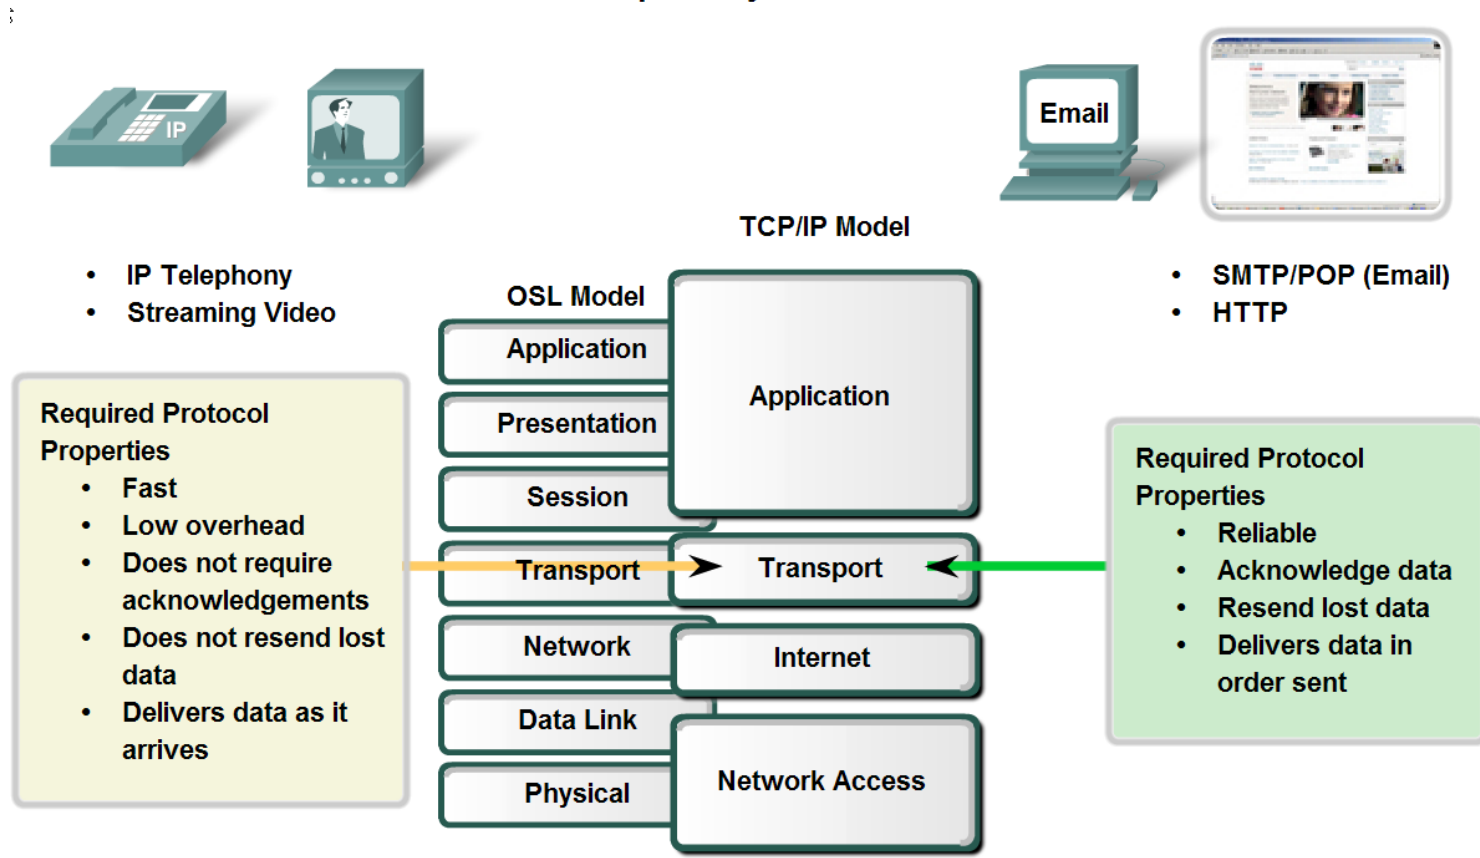 IP
Email
TCP/IP Model
• IP Telephony
• Streaming Video
• SMTP/POP (Email)
• HTTP
OSL Model
Application
Presentation
Session
Transport
Network
Data Link
Physical
Application
Transport
Internet
Network Access
Required Protocol
Properties
• Fast
• Low overhead
• Does not require
acknowledgements
• Does not resend lost
data
• Delivers data as it
arrives
Required Protocol
Properties
• Reliable
• Acknowledge data
• Resend lost data
• Delivers data in
order sent